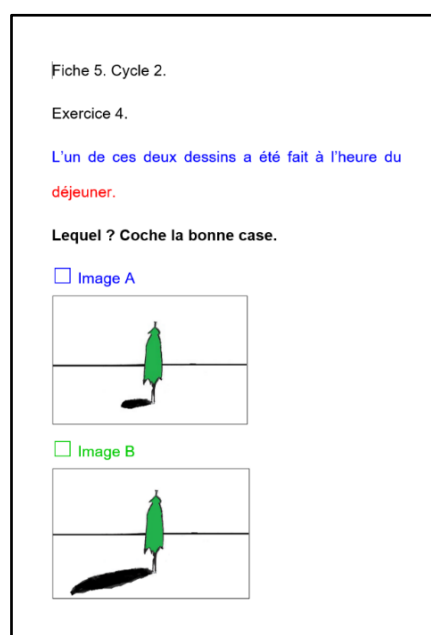 Fiche 5. Cycle 2.
Exercice 4.
L'un de ces deux dessins a été fait à l'heure du
déjeuner.
Lequel ? Coche la bonne case.
Image A
Image B